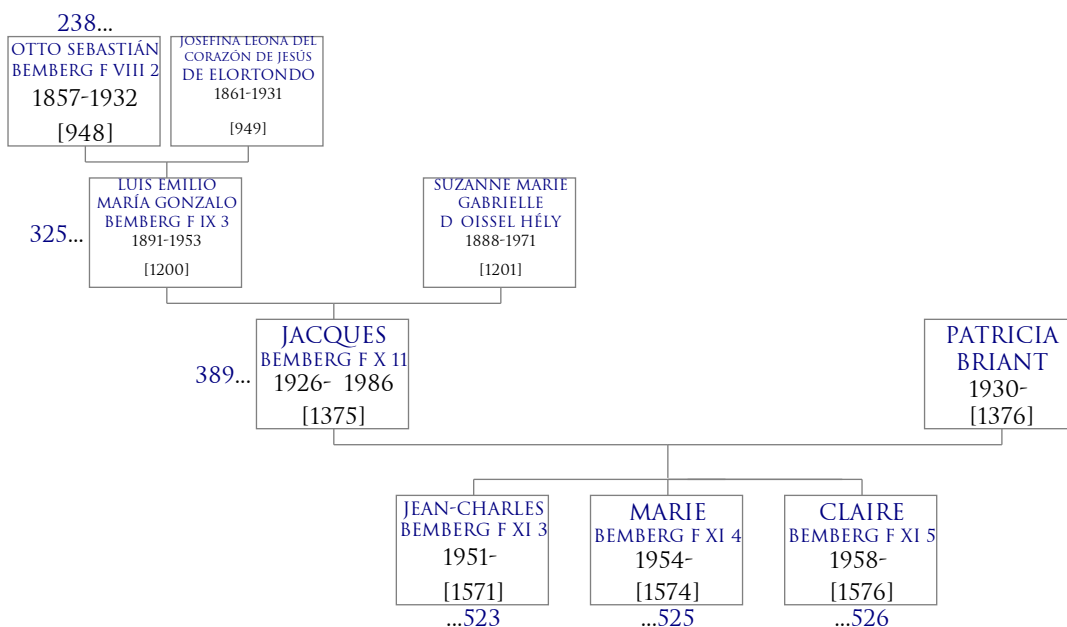 238...
OTTO SEBASTIÁN
BEMBERG F VIII 2
1857-1932
[948]
JOSEFINA LEONA DEL
CORAZÓN DE JESÚS
DE ELORTONDO
1861-1931
[949]
325...
LUIS EMILIO
MARÍA GONZALO
BEMBERG F IX 3
1891-1953
[1200]
SUZANNE MARIE
GABRIELLE
D OISSEL HÉLY
1888-1971
[1201]
389...
JACQUES
BEMBERG F X 11
1926- 1986
[1375]
PATRICIA
BRIANT
1930-
[1376]
JEAN-CHARLES
BEMBERG F XI 3
1951-
[1571]
...523
MARIE
BEMBERG F XI 4
1954-
[1574]
...525
CLAIRE
BEMBERG F XI 5
1958-
[1576]
...526